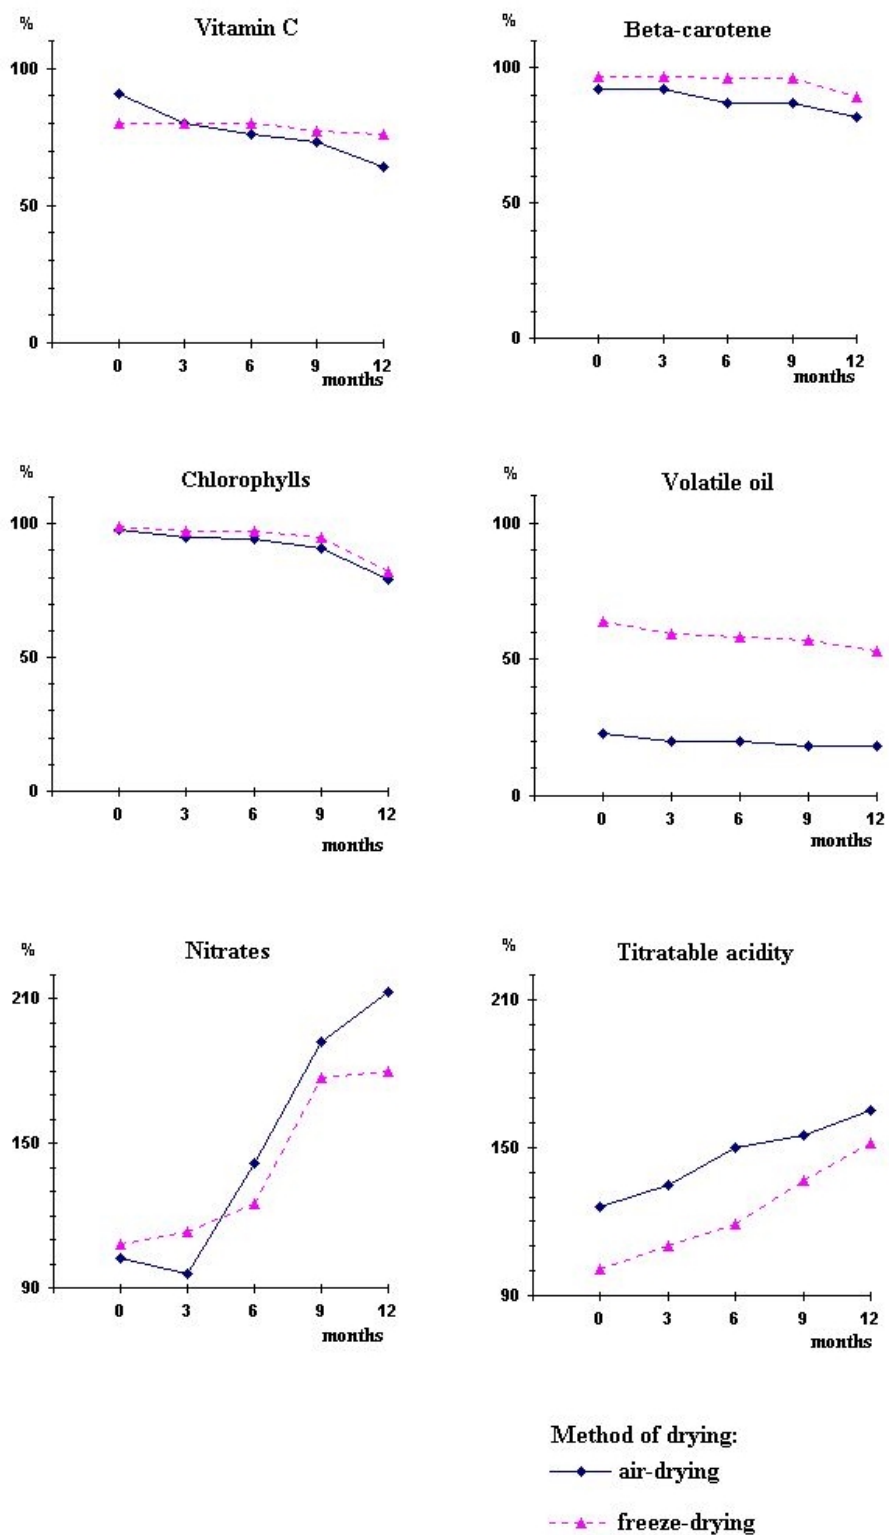 %
Vitamin C
100
50
0
0 3 6 9 12
months
%
Beta-carotene
100
50
0
0 3 6 9 12
months
%
Chlorophylls
100
50
0
0 3 6 9 12
months
%
Volatile oil
100
50
0
0 3 6 9 12
months
%
Nitrates
210
150
90
0 3 6 9 12
months
%
Titratable acidity
210
150
90
0 3 6 9 12
months
Method of drying:
air-drying
freeze-drying